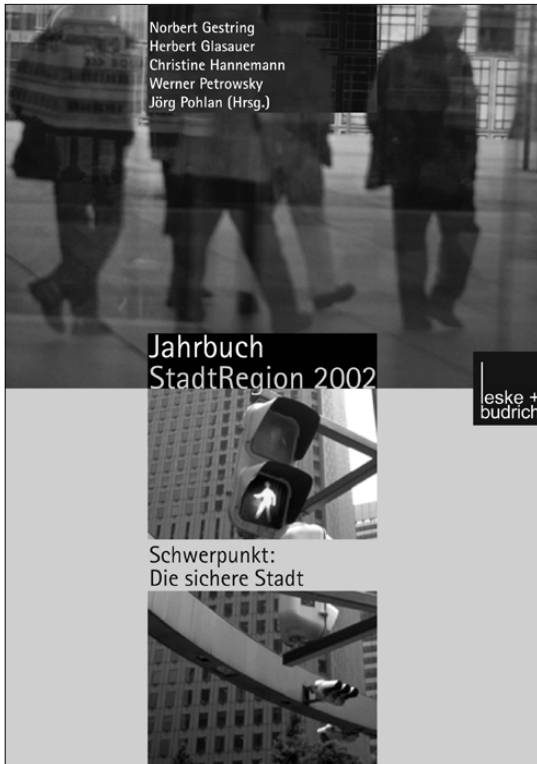 Norbert Gestring
Herbert Glasauer
Christine Hannemann
Werner Petrowsky
Jörg Pohlan (Hrsg.)
Jahrbuch
StadtRegion 2002
leske +
budrich
Schwerpunkt:
Die sichere Stadt